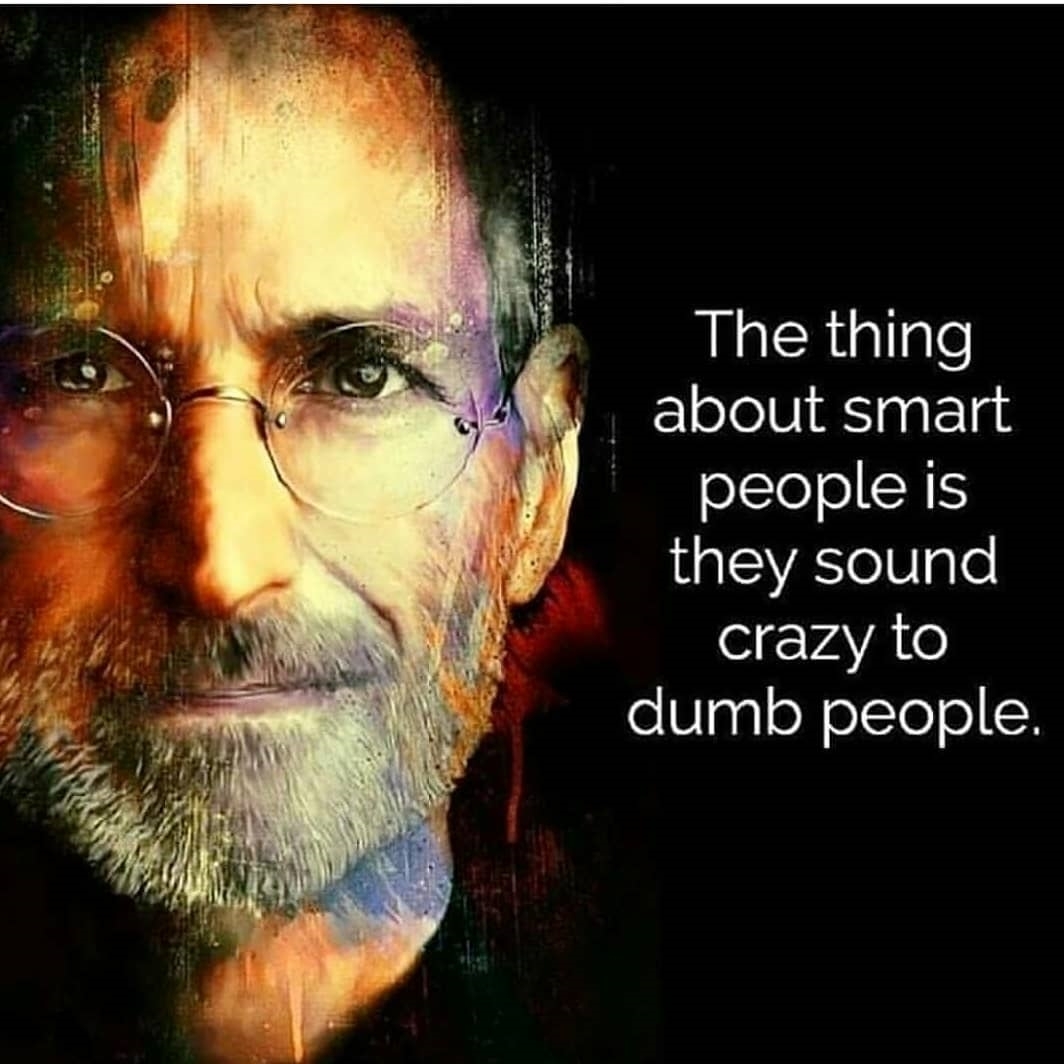 The thing
about smart
people is
they sound
crazy to
dumb people.